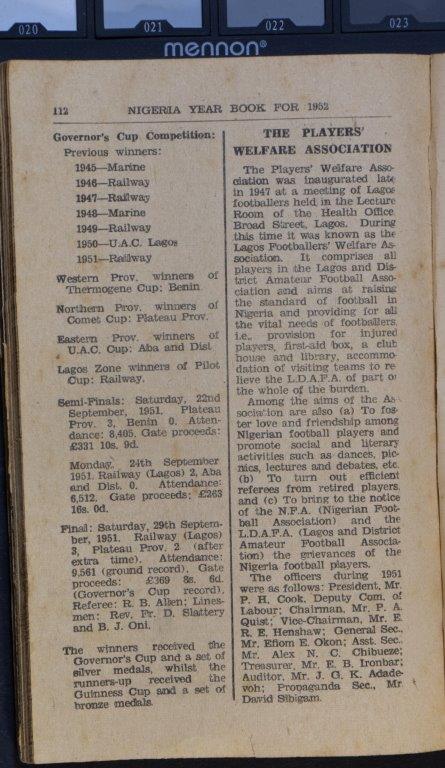 020
021
022
023
mennon®
112 NIGERIA YEAR BOOK FOR 1952
Governor's Cup Competition:
Previous winners:
1945—Marine
1946—Railway
1947—Railway
1948—Marine
1949—Railway
1950—U.A.C. Lagos
1951—Railway
Western Prov. winners of
Thermogene Cup: Benin
Northern Prov. winners of
Comet Cup: Plateau Prov.
Eastern Prov. winners of
U.A.C. Cup: Aba and Dist
Lagos Zone winners of Pilot
Cup: Railway.
Semi-Finals: Saturday, 22nd
September, 1951. Plateau
Prov. 3, Benin 0. Atten-
dance: 8,405. Gate proceeds:
£331 10s. 9d.
Monday, 24th September
1951. Railway (Lagos) 2, Aba
and Dist. 0. Attendance:
6,512. Gate proceeds: £263
16s. 0d.
Final: Saturday, 29th Septem-
ber, 1951. Railway (Lagos)
3, Plateau Prov. 2 (after
extra time). Attendance:
9,561 (ground record). Gate
proceeds: £369 8s. 6d.
(Governor's Cup record).
Referee: R. B. Allen; Lines-
men: Rev. Fr. D. Slattery
and B. J. Oni.
The winners received the
Governor's Cup and a set of
silver medals, whilst the
runners-up received the
Guinness Cup and a set of
bronze medals.
THE PLAYERS'
WELFARE ASSOCIATION
The Players' Welfare Asso-
ciation was inaugurated late
in 1947 at a meeting of Lagos
footballers held in the Lecture
Room of the Health Office,
Broad Street, Lagos. During
this time it was known as the
Lagos Footballers' Welfare As-
sociation. It comprises all
players in the Lagos and Dis-
trict Amateur Football Asso-
ciation and aims at raising
the standard of football in
Nigeria and providing for all
the vital needs of footballers,
i.e., provision for injured
players, first-aid box, a club
house and library, accommo-
dation of visiting teams to re-
lieve the L.D.A.F.A. of part or
the whole of the burden.
Among the aims of the As-
sociation are also (a) To fos-
ter love and friendship among
Nigerian football players and
promote social and literary
activities such as dances, pic-
nics, lectures and debates, etc.
(b) To turn out efficient
referees from retired players.
and (c) To bring to the notice
of the N.F.A. (Nigerian Foot-
ball Association) and the
L.D.A.F.A. (Lagos and District
Amateur Football Associa-
tion) the grievances of the
Nigeria football players.
The officers during 1951
were as follows: President, Mr.
P. H. Cook, Deputy Com. of
Labour; Chairman, Mr. P. A.
Quist; Vice-Chairman, Mr. E.
R. E. Henshaw; General Sec.,
Mr. Efiom E. Okon; Asst. Sec.,
Mr. Alex N. C. Chibueze;
Treasurer, Mr. E. B. Ironbar;
Auditor, Mr. J. G. K. Adade-
voh; Propaganda Sec., Mr.
David Sibigam.